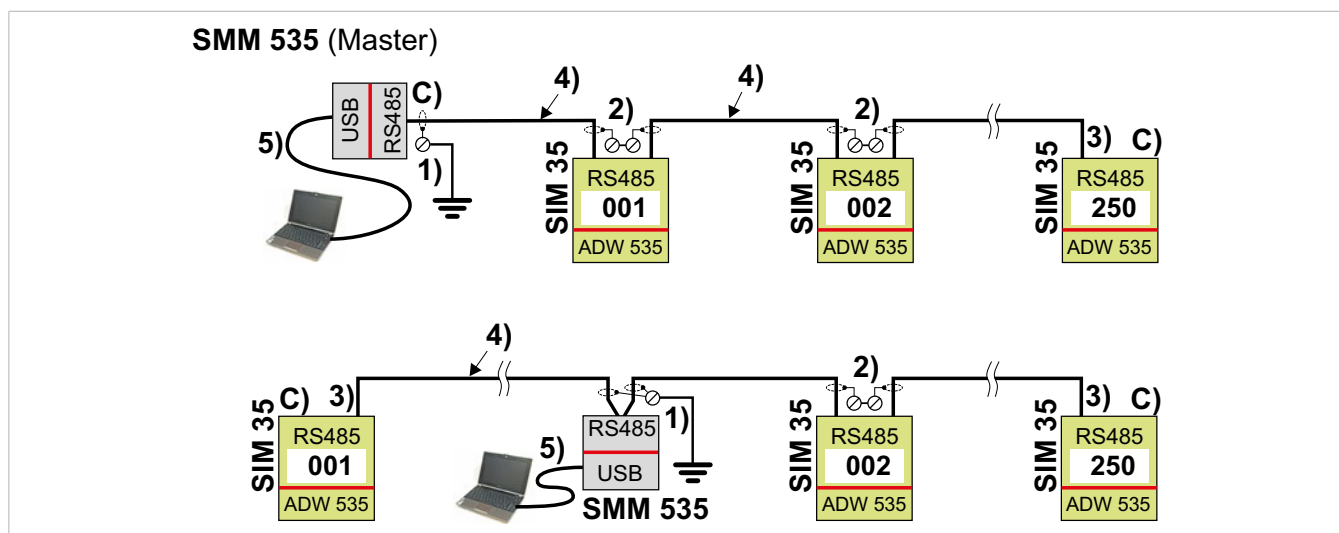 SMM 535 (Master)
4)
4)
C)
2)
2)
USB
RS485
5)
1)
3)
C)
SIM 35
RS485
001
ADW 535
SIM 35
RS485
002
ADW 535
SIM 35
RS485
250
ADW 535
4)
2)
C)
3)
1)
3)
C)
SIM 35
RS485
001
ADW 535
5)
RS485
USB
SMM 535
SIM 35
RS485
002
ADW 535
SIM 35
RS485
250
ADW 535